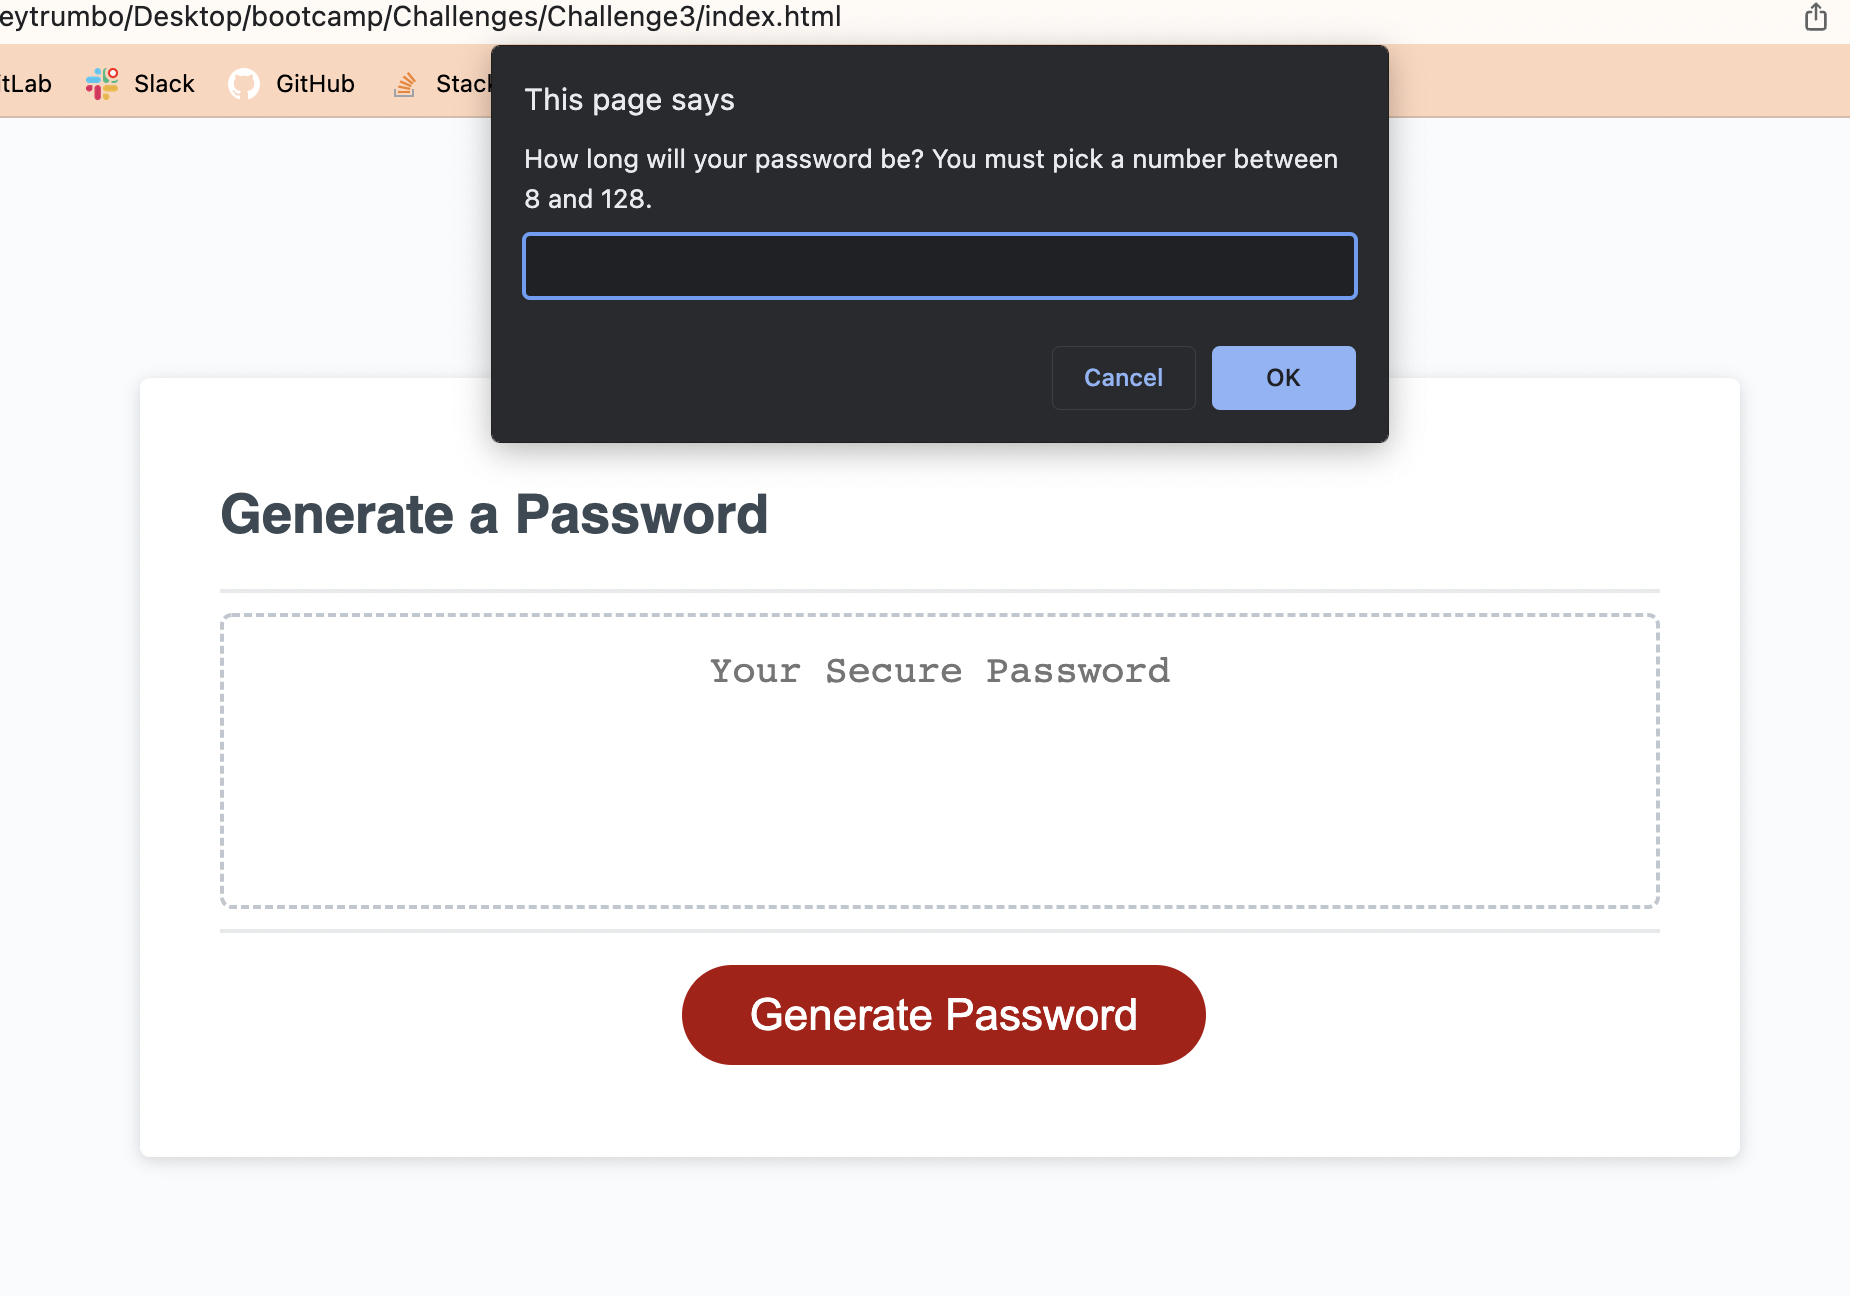 eytrumbo/Desktop/bootcamp/Challenges/Challenge3/index.html
tLab Slack GitHub Stack
This page says
How long will your password be? You must pick a number between
8 and 128.
Cancel OK
Generate a Password
Your Secure Password
Generate Password